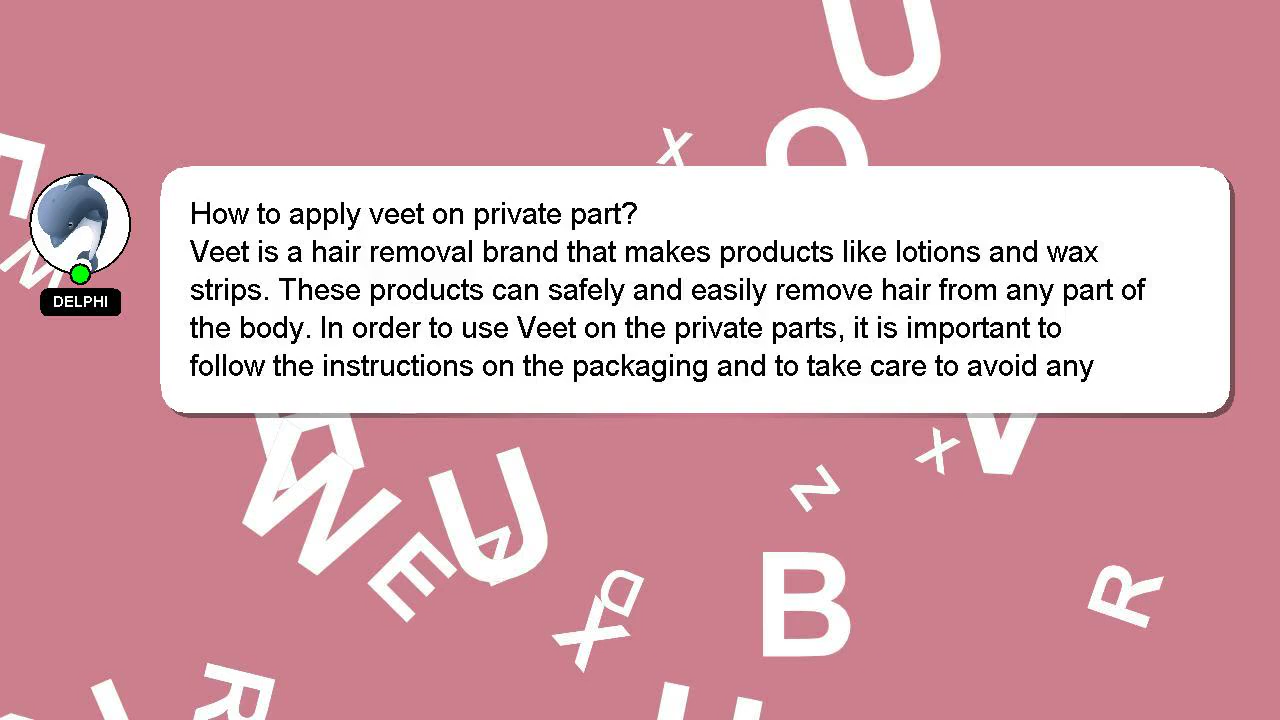 U
X
O
L
M
DELPHI
How to apply veet on private part?
Veet is a hair removal brand that makes products like lotions and wax
strips. These products can safely and easily remove hair from any part of
the body. In order to use Veet on the private parts, it is important to
follow the instructions on the packaging and to take care to avoid any
W
U
E
X
V
Z
D
X
B
R
R